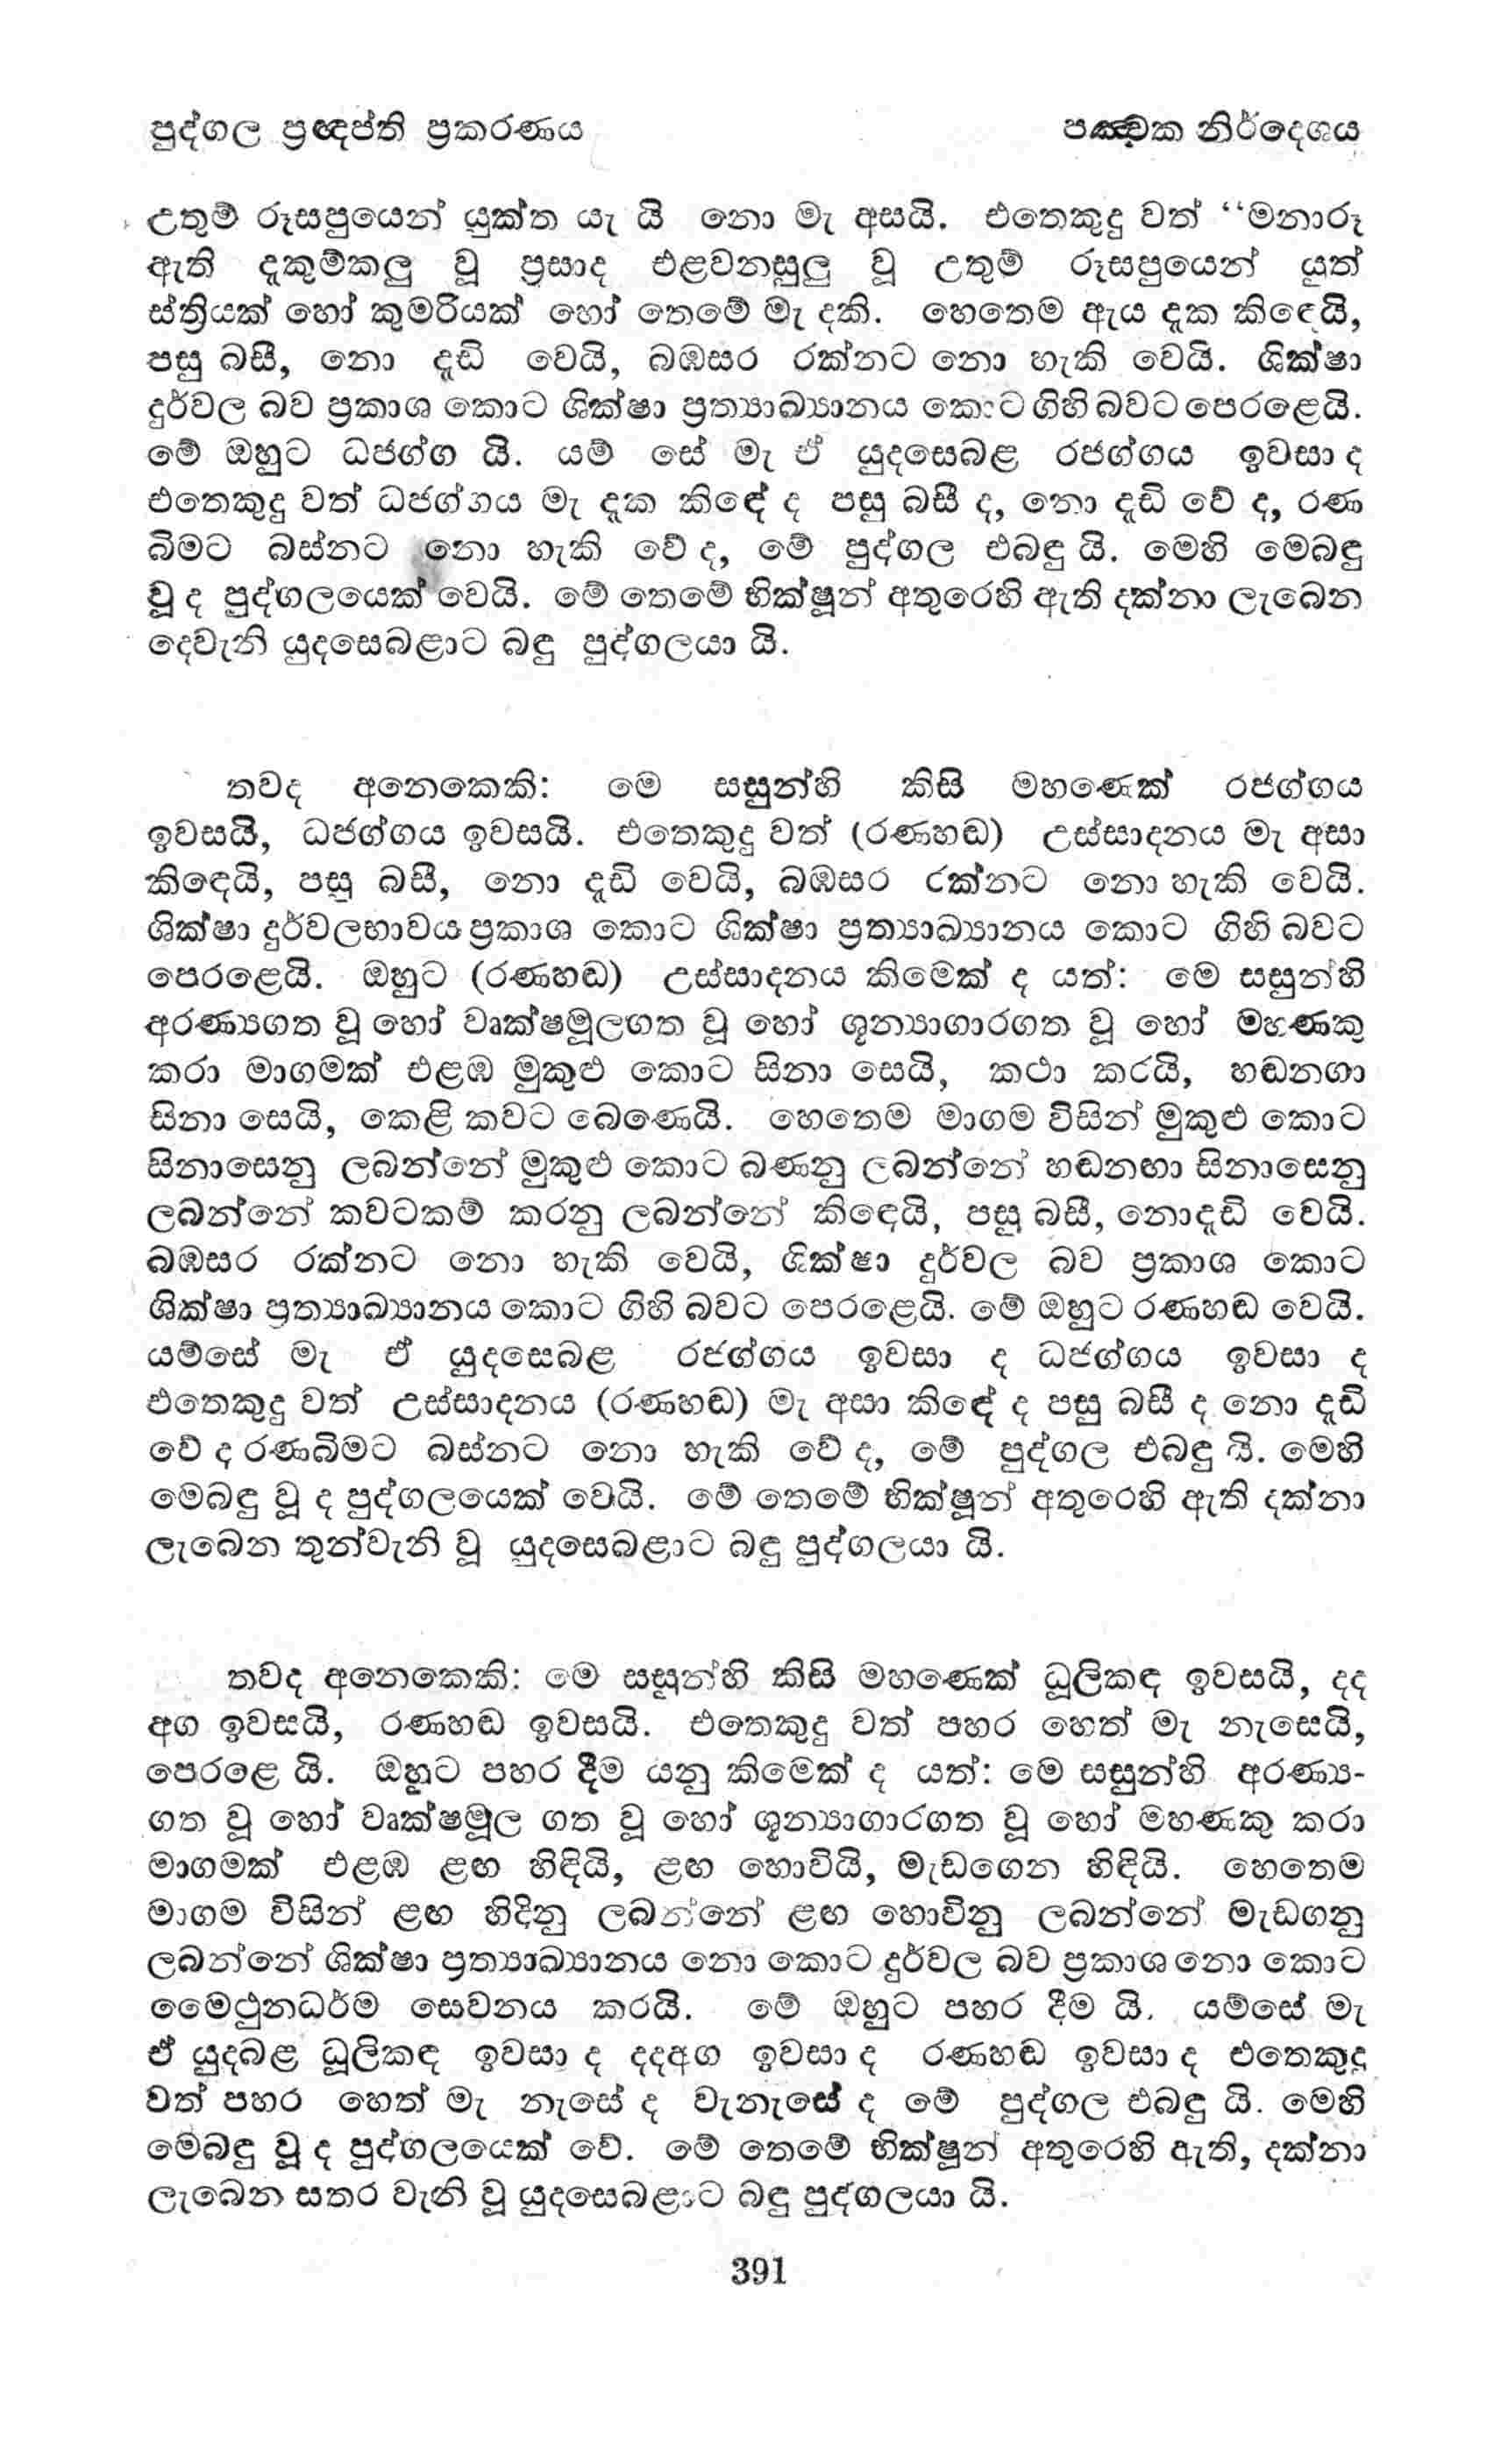 පුද්ගල ප්‍රඥප්ති ප්‍රකරණය
පඤ්චක නිර්දෙශය
උතුම් රූසපුයෙන් යුක්ත යැ යි නො මැ අසයි. එතෙකුදු වත් “මනාරූ
ඇති දැකුම්කලු වූ ප්‍රසාද එළවනසුලු වූ උතුම් රූසපුයෙන් යුත්
ස්ත්‍රියක් හෝ කුමරියක් හෝ තෙමේ මැ දකි. හෙතෙම ඇය දැක කිඳෙයි,
පසු බසී, නො දැඩි වෙයි, බඹසර රක්නට නො හැකි වෙයි. ශික්ෂා
දුර්වල බව ප්‍රකාශ කොට ශික්ෂා ප්‍රත්‍යාඛ්‍යානය කොට ගිහි බවට පෙරළෙයි.
මේ ඔහුට ධජග්ග යි. යම් සේ මැ ඒ යුදසෙබළ රජග්ගය ඉවසා ද
එතෙකුදු වත් ධජග්ගය මැ දැක කිඳේ ද පසු බසී ද, නො දැඩි වේ ද, රණ
බිමට බස්නට නො හැකි වේ ද, මේ පුද්ගල එබඳු යි. මෙහි මෙබඳු
වූ ද පුද්ගලයෙක් වෙයි. මේ තෙමේ භික්ෂූන් අතුරෙහි ඇති දක්නා ලැබෙන
දෙවැනි යුදසෙබළාට බඳු පුද්ගලයා යි.
තවද අනෙකෙකි: මෙ සසුන්හි කිසි මහණෙක් රජග්ගය
ඉවසයි, ධජග්ගය ඉවසයි. එතෙකුදු වත් (රණහඬ) උස්සාදනය මැ අසා
කිඳෙයි, පසු බසී, නො දැඩි වෙයි, බඹසර රක්නට නො හැකි වෙයි.
ශික්ෂා දුර්වලභාවය ප්‍රකාශ කොට ශික්ෂා ප්‍රත්‍යාඛ්‍යානය කොට ගිහි බවට
පෙරළෙයි. ඔහුට (රණහඬ) උස්සාදනය කිමෙක් ද යත්: මෙ සසුන්හි
අරණ්‍යගත වූ හෝ වෘක්ෂමූලගත වූ හෝ ශූන්‍යාගාරගත වූ හෝ මහණකු
කරා මාගමක් එළඹ මුකුළු කොට සිනා සෙයි, කථා කරයි, හඬනගා
සිනා සෙයි, කෙළි කවට බෙණෙයි. හෙතෙම මාගම විසින් මුකුළු කොට
සිනාසෙනු ලබන්නේ මුකුළු කොට බණනු ලබන්නේ හඬනඟා සිනාසෙනු
ලබන්නේ කවටකම් කරනු ලබන්නේ කිඳෙයි, පසු බසී, නොදැඩි වෙයි.
බඹසර රක්නට නො හැකි වෙයි, ශික්ෂා දුර්වල බව ප්‍රකාශ කොට
ශික්ෂා ප්‍රත්‍යාඛ්‍යානය කොට ගිහි බවට පෙරළෙයි. මේ ඔහුට රණහඬ වෙයි.
යම්සේ මැ ඒ යුදසෙබළ රජග්ගය ඉවසා ද ධජග්ගය ඉවසා ද
එතෙකුදු වත් උස්සාදනය (රණහඬ) මැ අසා කිඳේ ද පසු බසී ද නො දැඩි
වේ ද රණබිමට බස්නට නො හැකි වේ ද, මේ පුද්ගල එබඳු යි. මෙහි
මෙබඳු වූ ද පුද්ගලයෙක් වෙයි. මේ තෙමේ භික්ෂූන් අතුරෙහි ඇති දක්නා
ලැබෙන තුන්වැනි වූ යුදසෙබළාට බඳු පුද්ගලයා යි.
තවද අනෙකෙකි: මෙ සසුන්හි කිසි මහණෙක් ධූලිකඳ ඉවසයි, දද
අග ඉවසයි, රණහඬ ඉවසයි. එතෙකුදු වත් පහර හෙත් මැ නැසෙයි,
පෙරළෙ යි. ඔහුට පහර දීම යනු කිමෙක් ද යත්: මෙ සසුන්හි අරණ්‍ය-
ගත වූ හෝ වෘක්ෂමූල ගත වූ හෝ ශූන්‍යාගාරගත වූ හෝ මහණකු කරා
මාගමක් එළඹ ළඟ හිඳියි, ළඟ හොවියි, මැඩගෙන හිඳියි. හෙතෙම
මාගම විසින් ළඟ හිදිනු ලබන්නේ ළඟ හොවිනු ලබන්නේ මැඩගනු
ලබන්නේ ශික්ෂා ප්‍රත්‍යාඛ්‍යානය නො කොට දුර්වල බව ප්‍රකාශ නො කොට
මෛථුනධර්ම සෙවනය කරයි. මේ ඔහුට පහර දීම යි. යම්සේ මැ
ඒ යුදබළ ධූලිකඳ ඉවසා ද දදඅග ඉවසා ද රණහඬ ඉවසා ද එතෙකුදු
වත් පහර හෙත් මැ නැසේ ද වැනැසේ ද මේ පුද්ගල එබඳු යි. මෙහි
මෙබඳු වූ ද පුද්ගලයෙක් වේ. මේ තෙමේ භික්ෂූන් අතුරෙහි ඇති, දක්නා
ලැබෙන සතර වැනි වූ යුදසෙබළාට බඳු පුද්ගලයා යි.
391